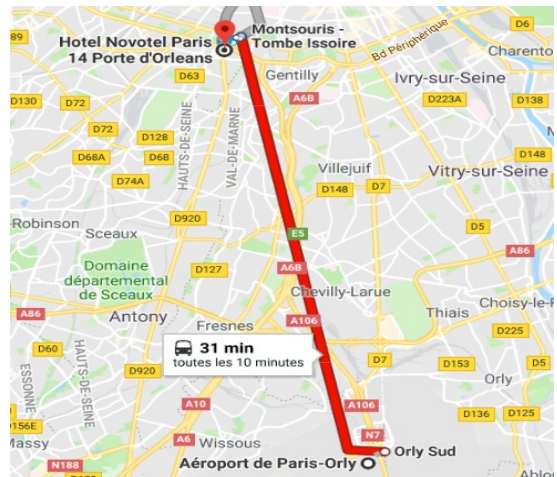 D6
Montsouris -
Tombe Issoire
Hotel Novotel Paris
14 Porte d'Orleans
Bd Périphérique
Charento
D63
Gentilly
Ivry-sur-Seine
D130
D72
A6B
D223A
D138
HAUTS-DE-SEINE
VAL-DE-MARNE
D72
D128
D68A
D68
Villejuif
D148
D148
D7
Vitry-sur-Seine
D74A
D920
D5
Robinson
Sceaux
E5
A86
Domaine
départemental
de Sceaux
D127
A6B
Chevilly-Larue
Choisy-le-R
A86
Antony
Fresnes
A106
Thiais
D225
D60
31 min
toutes les 10 minutes
D7
D153
D5
ESSONNE
HAUTS-DE-SEINE
D920
Orly
A10
A106
D136
D125
D156E
Massy
A6
Wissous
N7
Orly Sud
N188
Aéroport de Paris-Orly
Ablon